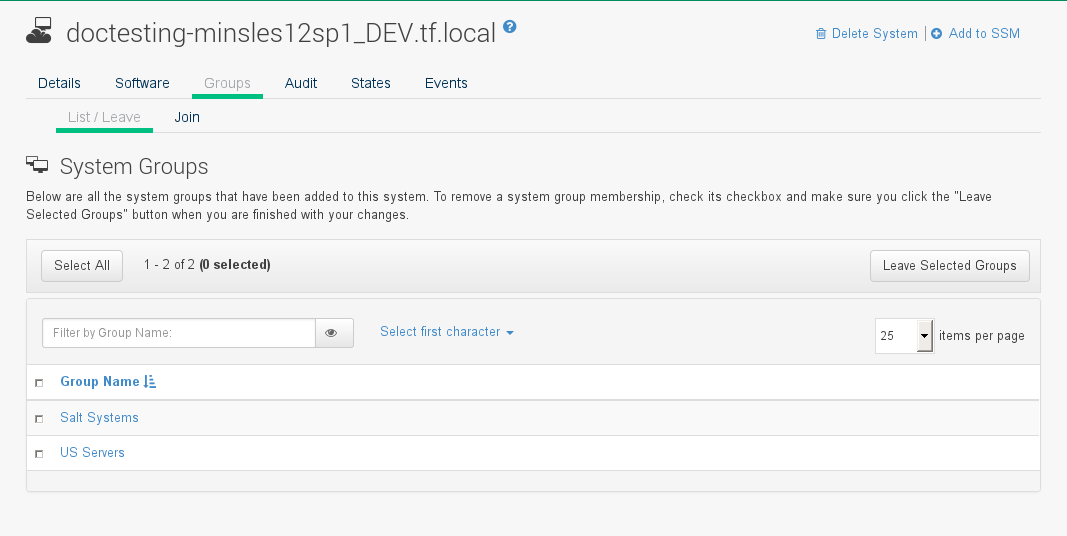 doctesting-minsles12sp1_DEV.tf.local ?
Delete System | Add to SSM
Details Software Groups Audit States Events
List / Leave Join
System Groups
Below are all the system groups that have been added to this system. To remove a system group membership, check its checkbox and make sure you click the "Leave
Selected Groups" button when you are finished with your changes.
Select All 1 - 2 of 2 (0 selected) Leave Selected Groups
Filter by Group Name: Select first character 25 items per page
Group Name
Salt Systems
US Servers